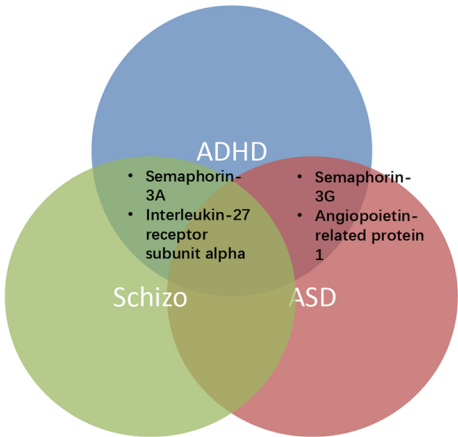 ADHD
• Semaphorin-
3A
• Interleukin-27
receptor
subunit alpha
• Semaphorin-
3G
• Angiopoietin-
related protein
1
Schizo
ASD